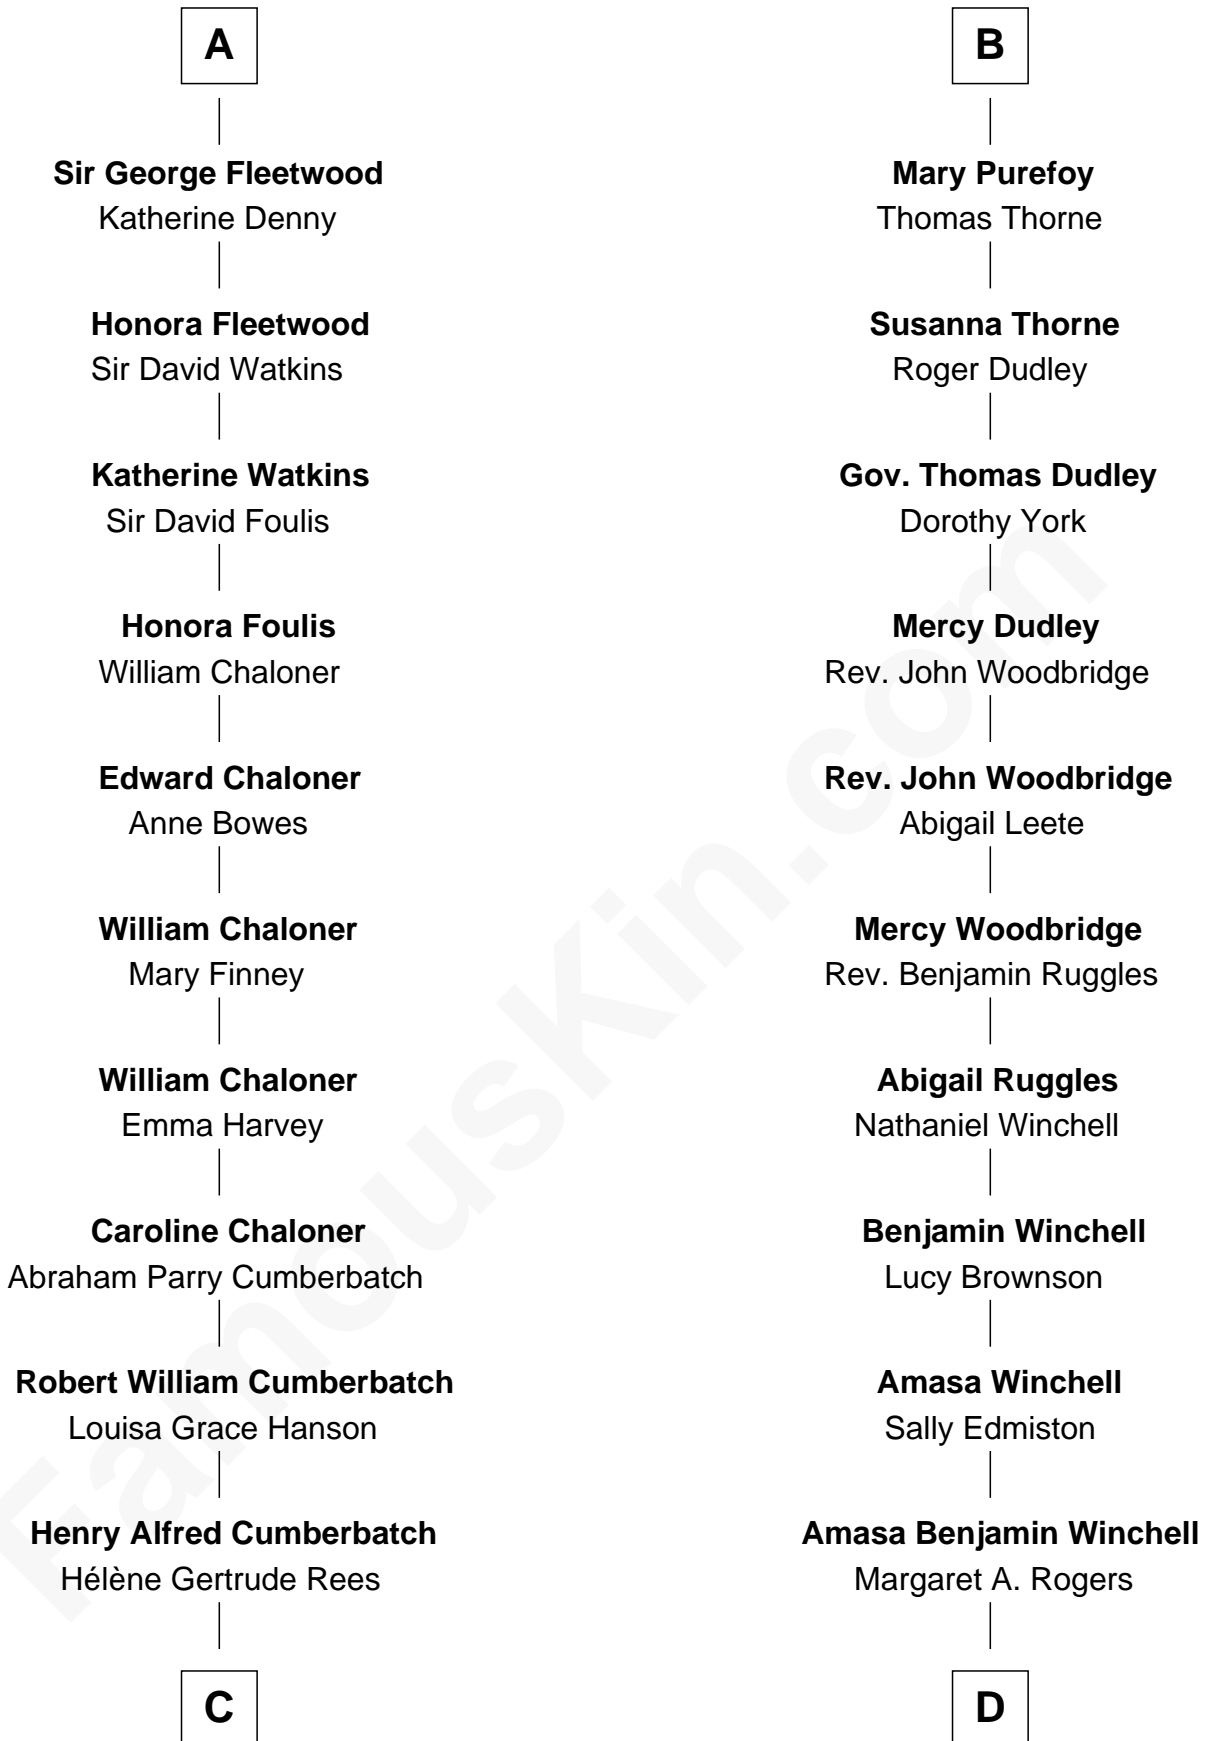 A
Sir George Fleetwood
Katherine Denny
Honora Fleetwood
Sir David Watkins
Katherine Watkins
Sir David Foulis
Honora Foulis
William Chaloner
Edward Chaloner
Anne Bowes
William Chaloner
Mary Finney
William Chaloner
Emma Harvey
Caroline Chaloner
Abraham Parry Cumberbatch
Robert William Cumberbatch
Louisa Grace Hanson
Henry Alfred Cumberbatch
Hélène Gertrude Rees
C
B
Mary Purefoy
Thomas Thorne
Susanna Thorne
Roger Dudley
Gov. Thomas Dudley
Dorothy York
Mercy Dudley
Rev. John Woodbridge
Rev. John Woodbridge
Abigail Leete
Mercy Woodbridge
Rev. Benjamin Ruggles
Abigail Ruggles
Nathaniel Winchell
Benjamin Winchell
Lucy Brownson
Amasa Winchell
Sally Edmiston
Amasa Benjamin Winchell
Margaret A. Rogers
D
FamousKin.com